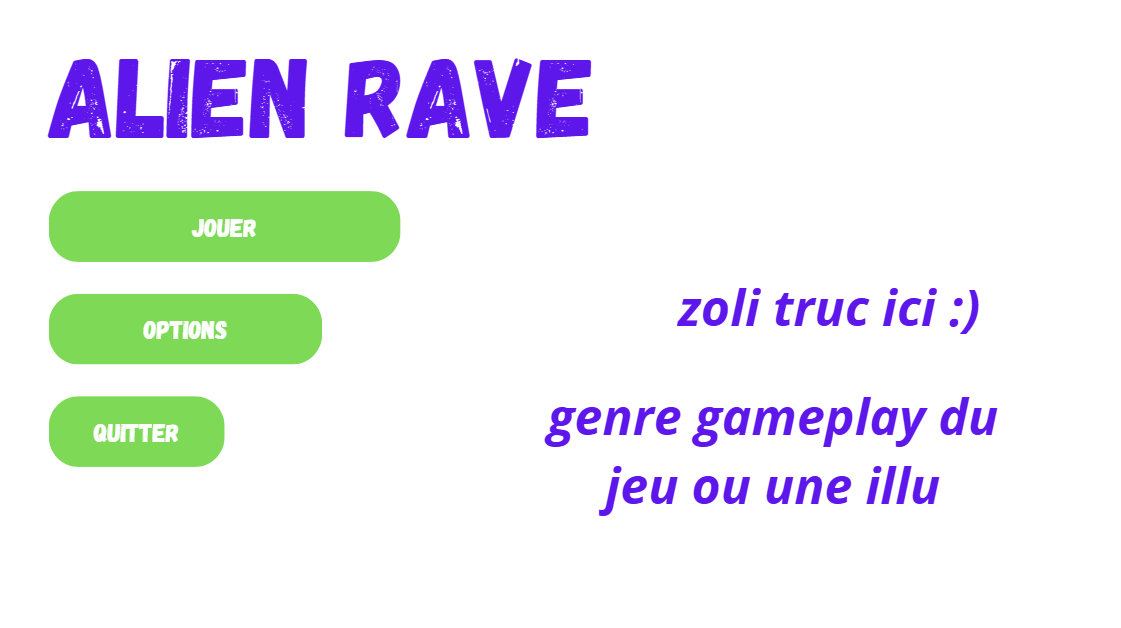 ALIEN RAVE
JOUER
OPTIONS
QUITTER
zoli truc ici :)
genre gameplay du
jeu ou une illu